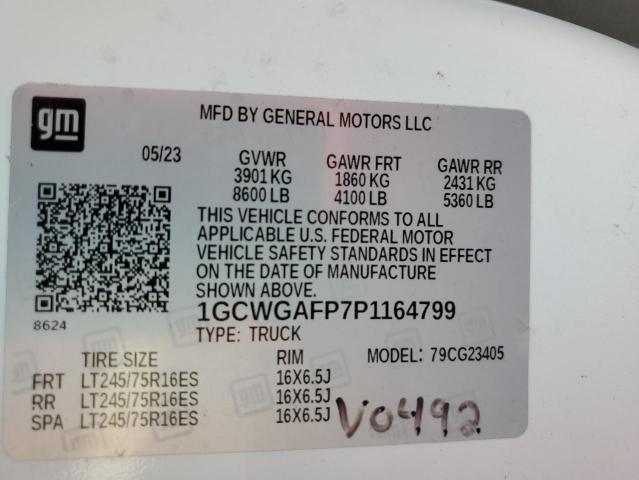 gm
MFD BY GENERAL MOTORS LLC
05/23 GVWR GAWR FRT GAWR RR
3901 KG 1860 KG 2431 KG
8600 LB 4100 LB 5360 LB
THIS VEHICLE CONFORMS TO ALL
APPLICABLE U.S. FEDERAL MOTOR
VEHICLE SAFETY STANDARDS IN EFFECT
ON THE DATE OF MANUFACTURE
SHOWN ABOVE.
8624
1GCWGAFP7P1164799
TYPE: TRUCK
TIRE SIZE RIM MODEL: 79CG23405
FRT LT245/75R16ES 16X6.5J
RR LT245/75R16ES 16X6.5J
SPA LT245/75R16ES 16X6.5J
V0492